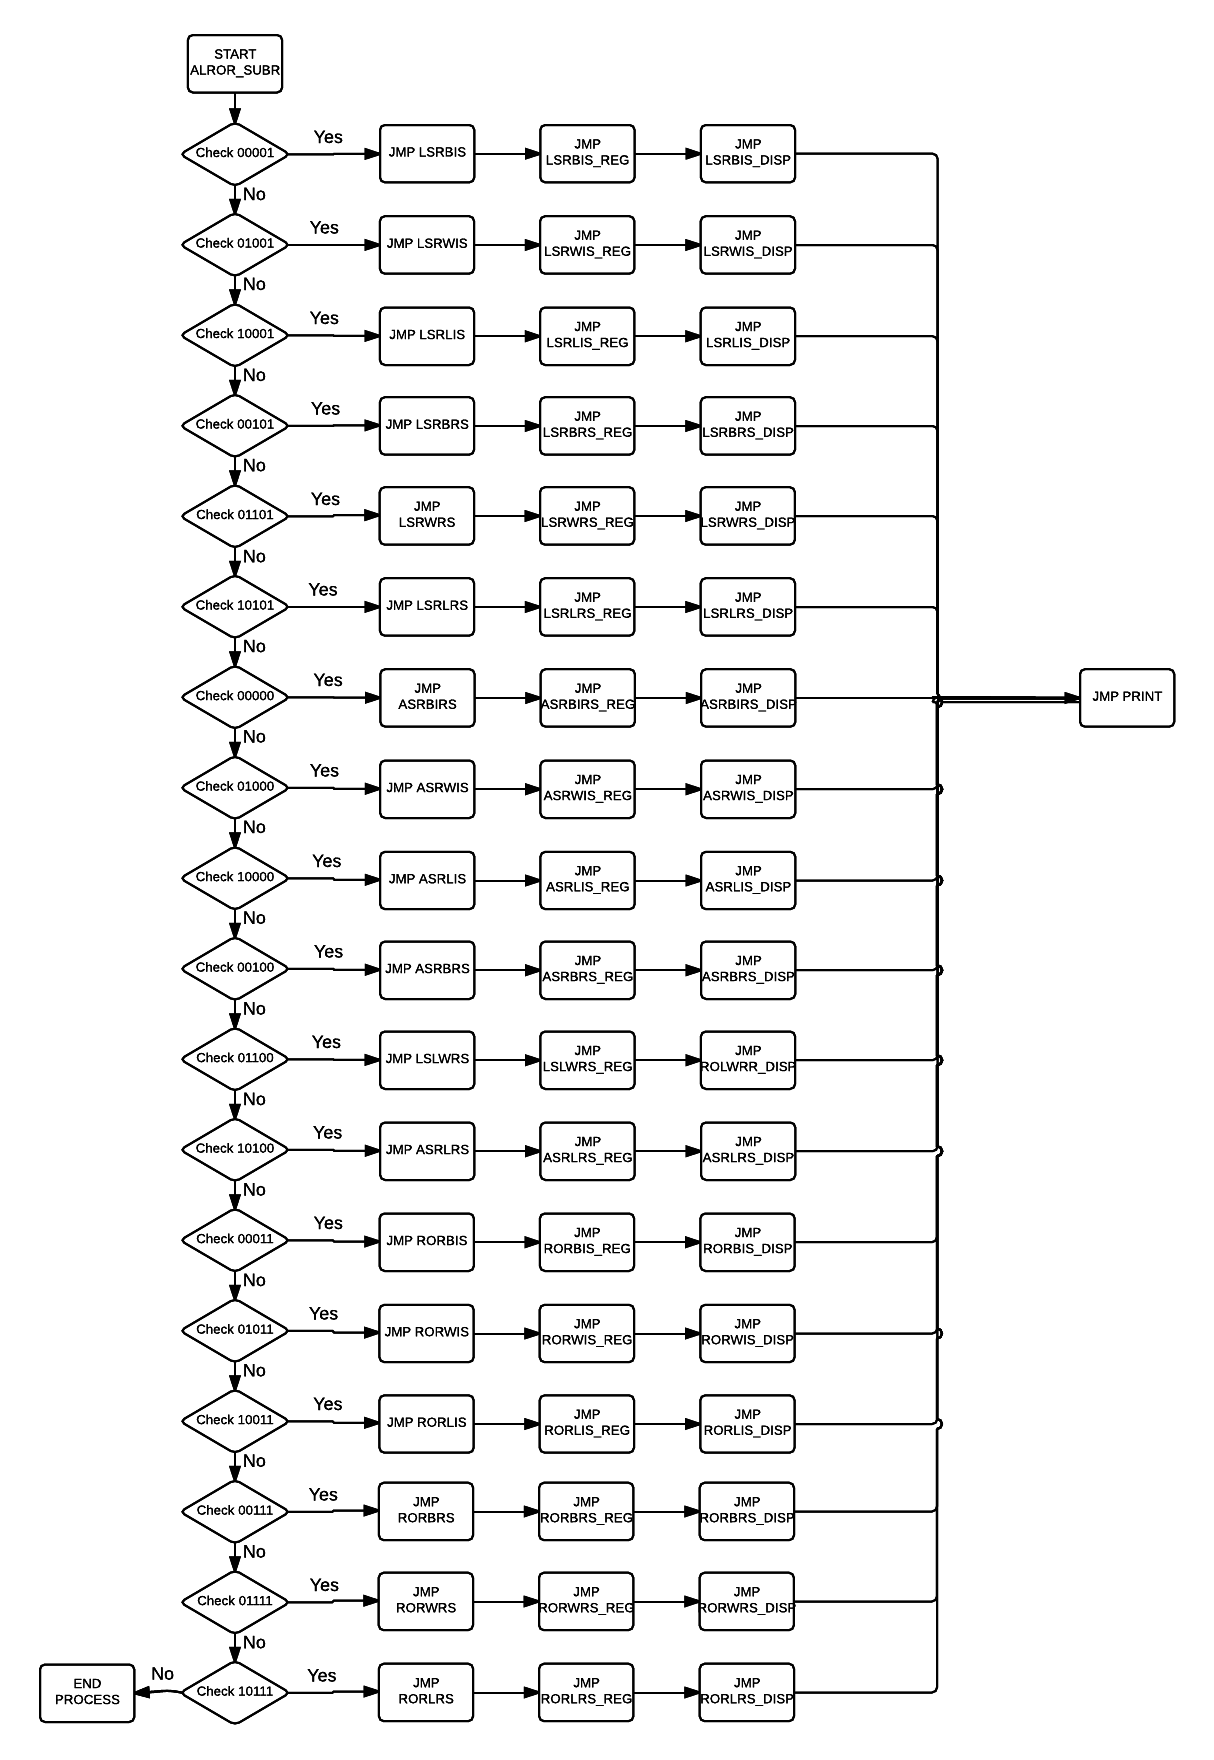 START
ALROR_SUBR
Check 00001
Yes
JMP LSRBIS
JMP
LSRBIS_REG
JMP
LSRBIS_DISP
No
Check 01001
Yes
JMP LSRWIS
JMP
LSRWIS_REG
JMP
LSRWIS_DISP
No
Check 10001
Yes
JMP LSRLIS
JMP
LSRLIS_REG
JMP
LSRLIS_DISP
No
Check 00101
Yes
JMP LSRBRS
JMP
LSRBRS_REG
JMP
LSRBRS_DISP
No
Check 01101
Yes
JMP
LSRWRS
JMP
LSRWRS_REG
JMP
LSRWRS_DISP
No
Check 10101
Yes
JMP LSRLRS
JMP
LSRLRS_REG
JMP
LSRLRS_DISP
No
Check 00000
Yes
JMP
ASRBIRS
JMP
ASRBIRS_REG
JMP
ASRBIRS_DISP
JMP PRINT
No
Check 01000
Yes
JMP ASRWIS
JMP
ASRWIS_REG
JMP
ASRWIS_DISP
No
Check 10000
Yes
JMP ASRLIS
JMP
ASRLIS_REG
JMP
ASRLIS_DISP
No
Check 00100
Yes
JMP ASRBRS
JMP
ASRBRS_REG
JMP
ASRBRS_DISP
No
Check 01100
Yes
JMP LSLWRS
JMP
LSLWRS_REG
JMP
ROLWRR_DISP
No
Check 10100
Yes
JMP ASRLRS
JMP
ASRLRS_REG
JMP
ASRLRS_DISP
No
Check 00011
Yes
JMP RORBIS
JMP
RORBIS_REG
JMP
RORBIS_DISP
No
Check 01011
Yes
JMP RORWIS
JMP
RORWIS_REG
JMP
RORWIS_DISP
No
Check 10011
Yes
JMP RORLIS
JMP
RORLIS_REG
JMP
RORLIS_DISP
No
Check 00111
Yes
JMP
RORBRS
JMP
RORBRS_REG
JMP
RORBRS_DISP
No
Check 01111
Yes
JMP
RORWRS
JMP
RORWRS_REG
JMP
RORWRS_DISP
No
END
PROCESS
No
Check 10111
Yes
JMP
RORLRS
JMP
RORLRS_REG
JMP
RORLRS_DISP